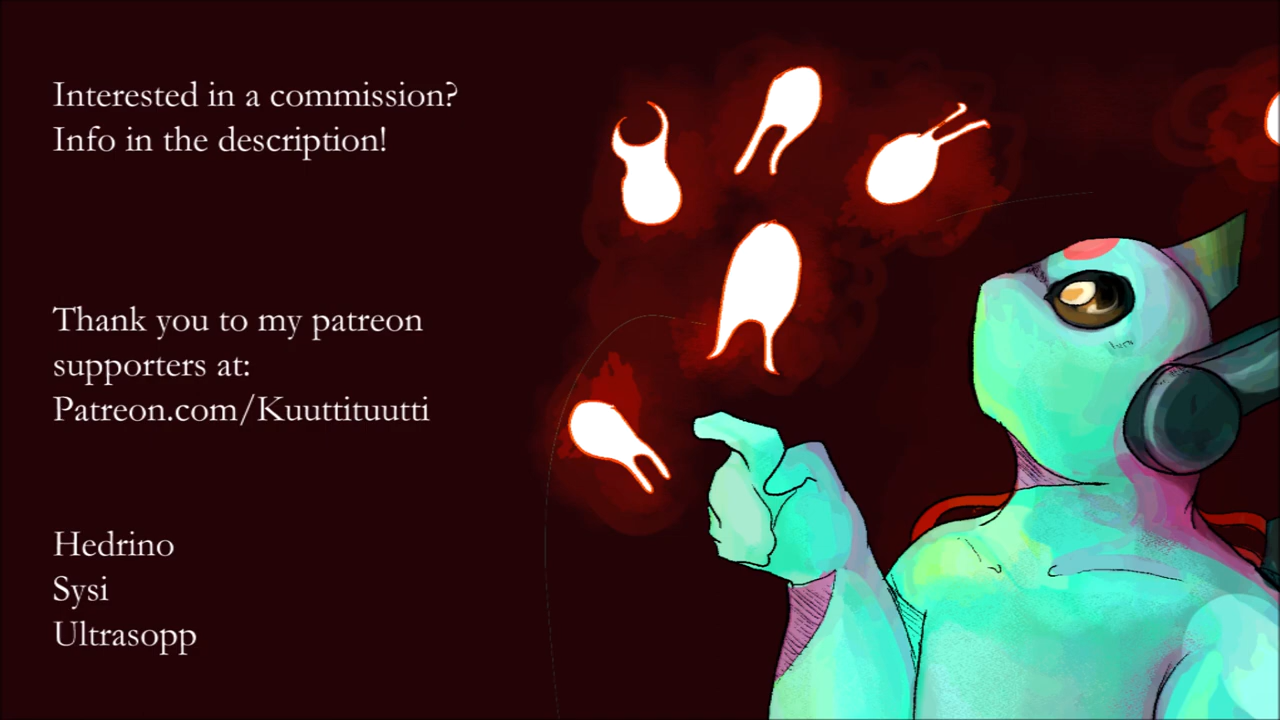 Interested in a commission?
Info in the description!
Thank you to my patreon
supporters at:
Patreon.com/Kuuttituutti
Hedrino
Sysi
Ultrasopp